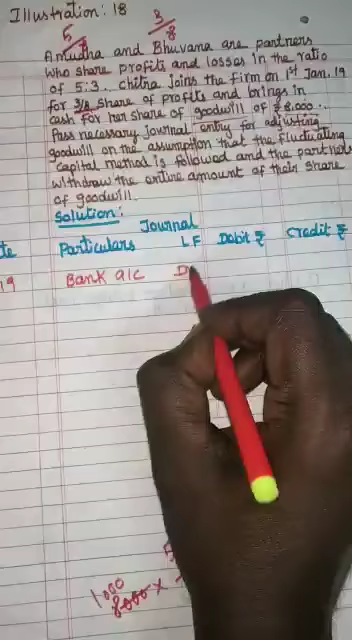 Illustration: 18
5 3/8
Amudha and Bhuvana are partners
who share profits and losses in the ratio
of 5:3., chitra joins the firm on 1st Jan. 19
for 3/8 share of profits and brings in
cash for her share of goodwill of ₹ 8,000..
Pass necessary journal entry for adjusting
goodwill on the assumption that the fluctuating
capital method is followed and the partners
withdraw the entire amount of their share
of goodwill.
Solution:
Journal
te Particulars LF Debit ₹ Credit ₹
19 Bank a/c D
1000
8000 ×